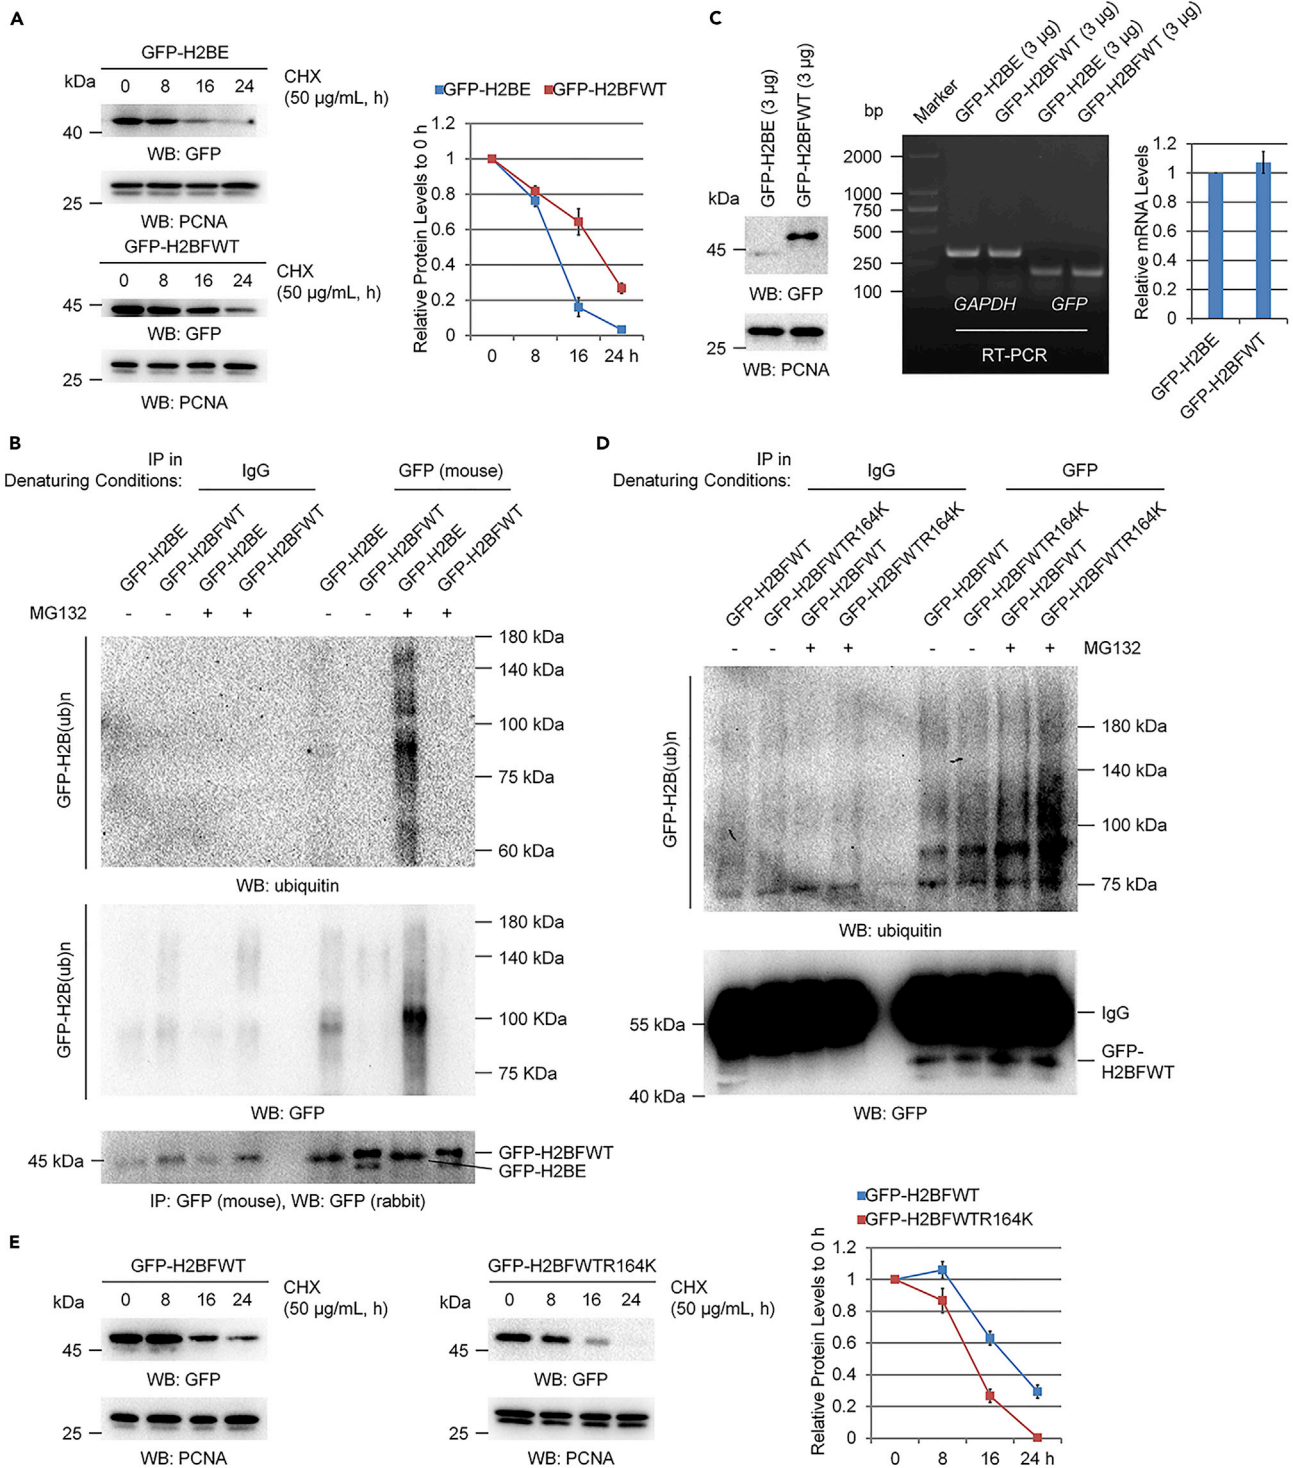 A
GFP-H2BE
kDa
0 8 16 24
CHX
(50 µg/mL, h)
40
WB: GFP
25
WB: PCNA
GFP-H2BFWT
0 8 16 24
CHX
(50 µg/mL, h)
45
WB: GFP
25
WB: PCNA
GFP-H2BE GFP-H2BFWT
Relative Protein Levels to 0 h
1.2
1
0.8
0.6
0.4
0.2
0
0 8 16 24 h
C
GFP-H2BE (3 µg)
GFP-H2BFWT (3 µg)
kDa
45
WB: GFP
25
WB: PCNA
bp
Marker
GFP-H2BE (3 µg)
GFP-H2BFWT (3 µg)
GFP-H2BE (3 µg)
GFP-H2BFWT (3 µg)
2000
1000
750
500
250
100
GAPDH GFP
RT-PCR
Relative mRNA Levels
1.2
1
0.8
0.6
0.4
0.2
0
GFP-H2BE
GFP-H2BFWT
B
IP in
Denaturing Conditions:
IgG
GFP (mouse)
GFP-H2BE
GFP-H2BFWT
GFP-H2BE
GFP-H2BFWT
GFP-H2BE
GFP-H2BFWT
GFP-H2BE
GFP-H2BFWT
MG132 - - + + - - + +
GFP-H2B(ub)n
180 kDa
140 kDa
100 kDa
75 kDa
60 kDa
WB: ubiquitin
GFP-H2B(ub)n
180 kDa
140 kDa
100 KDa
75 KDa
WB: GFP
45 kDa
GFP-H2BFWT
GFP-H2BE
IP: GFP (mouse), WB: GFP (rabbit)
D
IP in
Denaturing Conditions:
IgG
GFP
GFP-H2BFWT
GFP-H2BFWTR164K
GFP-H2BFWT
GFP-H2BFWTR164K
GFP-H2BFWT
GFP-H2BFWTR164K
GFP-H2BFWT
GFP-H2BFWTR164K
- - + + - - + + MG132
GFP-H2B(ub)n
180 kDa
140 kDa
100 kDa
75 kDa
WB: ubiquitin
55 kDa
40 kDa
IgG
GFP-
H2BFWT
WB: GFP
E
GFP-H2BFWT
kDa
0 8 16 24
CHX
(50 µg/mL, h)
45
WB: GFP
25
WB: PCNA
GFP-H2BFWTR164K
kDa
0 8 16 24
CHX
(50 µg/mL, h)
45
WB: GFP
25
WB: PCNA
GFP-H2BFWT
GFP-H2BFWTR164K
Relative Protein Levels to 0 h
1.2
1
0.8
0.6
0.4
0.2
0
0 8 16 24 h